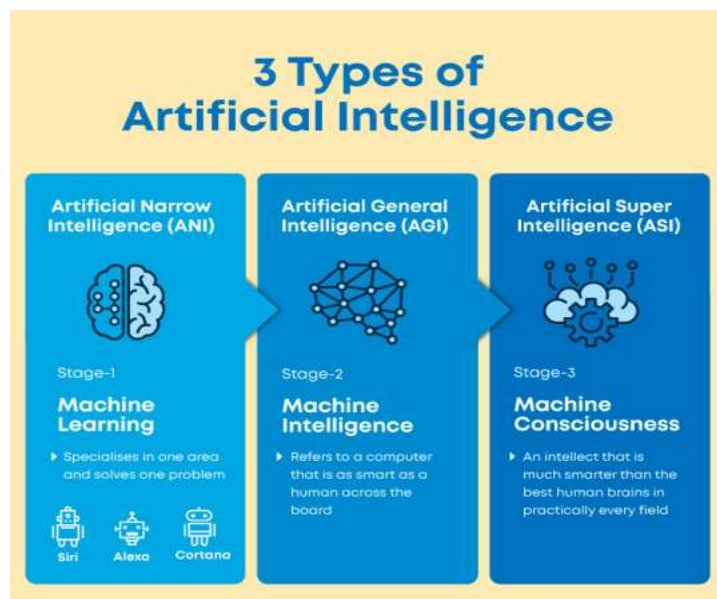 3 Types of
Artificial Intelligence
Artificial Narrow
Intelligence (ANI)
Stage-1
Machine
Learning
Specialises in one area
and solves one problem
Siri
Alexa
Cortana
Artificial General
Intelligence (AGI)
Stage-2
Machine
Intelligence
Refers to a computer
that is as smart as a
human across the
board
Artificial Super
Intelligence (ASI)
Stage-3
Machine
Consciousness
An intellect that is
much smarter than the
best human brains in
practically every field